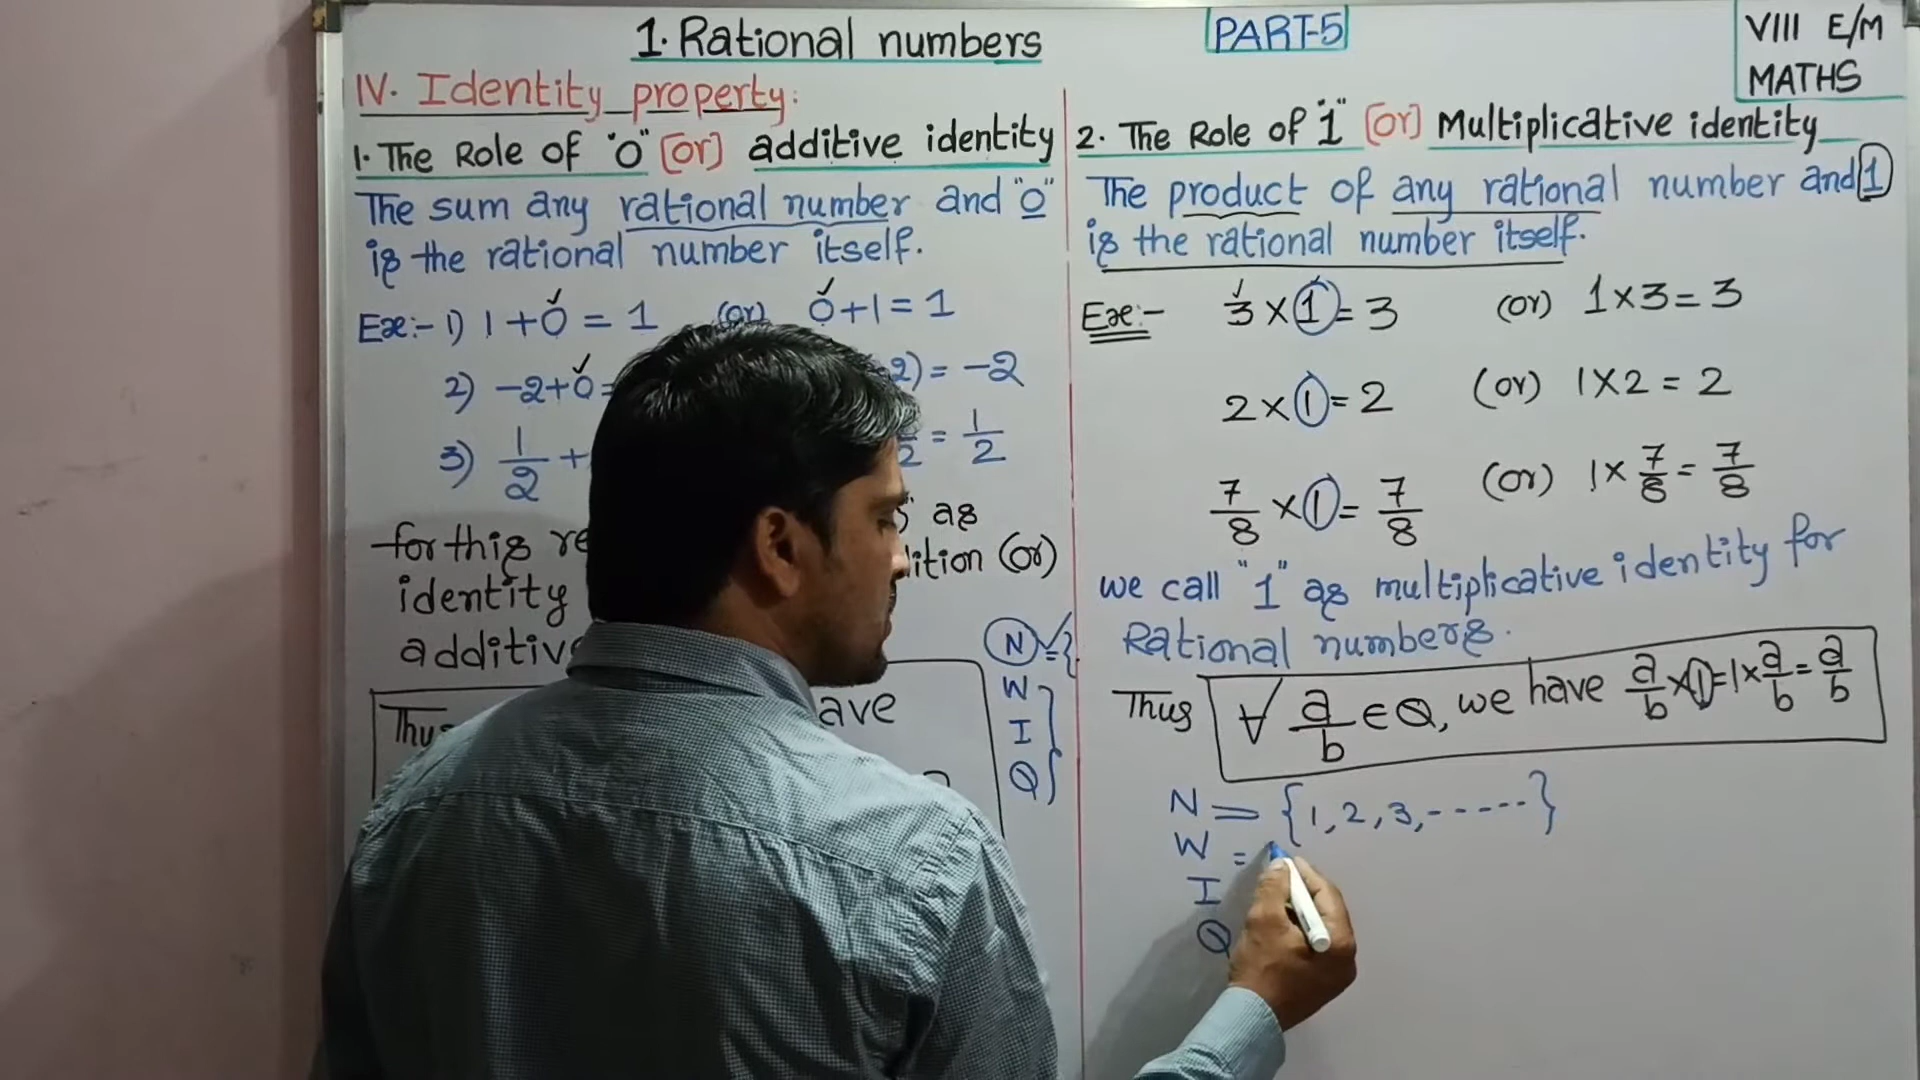 1. Rational numbers
PART-5
VIII E/M
MATHS
IV. Identity property:
1. The Role of "0" [or] additive identity
The sum any rational number and "0"
is the rational number itself.
Ex:- 1) 1+0 = 1 (or) 0+1 = 1
2) -2+0= 2) = -2
3) 1/2 + 2 = 1/2
for this as
identity dition (or)
additiv
Thu ave
N = {
W
I
Q
2. The Role of "1" [or] Multiplicative identity
The product of any rational number and 1
is the rational number itself.
Ex:- 3 × 1 = 3 (or) 1×3 = 3
2 × 1 = 2 (or) 1×2 = 2
7/8 × 1 = 7/8 (or) 1 × 7/8 = 7/8
we call "1" as multiplicative identity for
Rational numbers.
Thus ∀ a/b ∈ Q, we have a/b ×1 = 1× a/b = a/b
N = {1, 2, 3, ------}
W =
I
Q